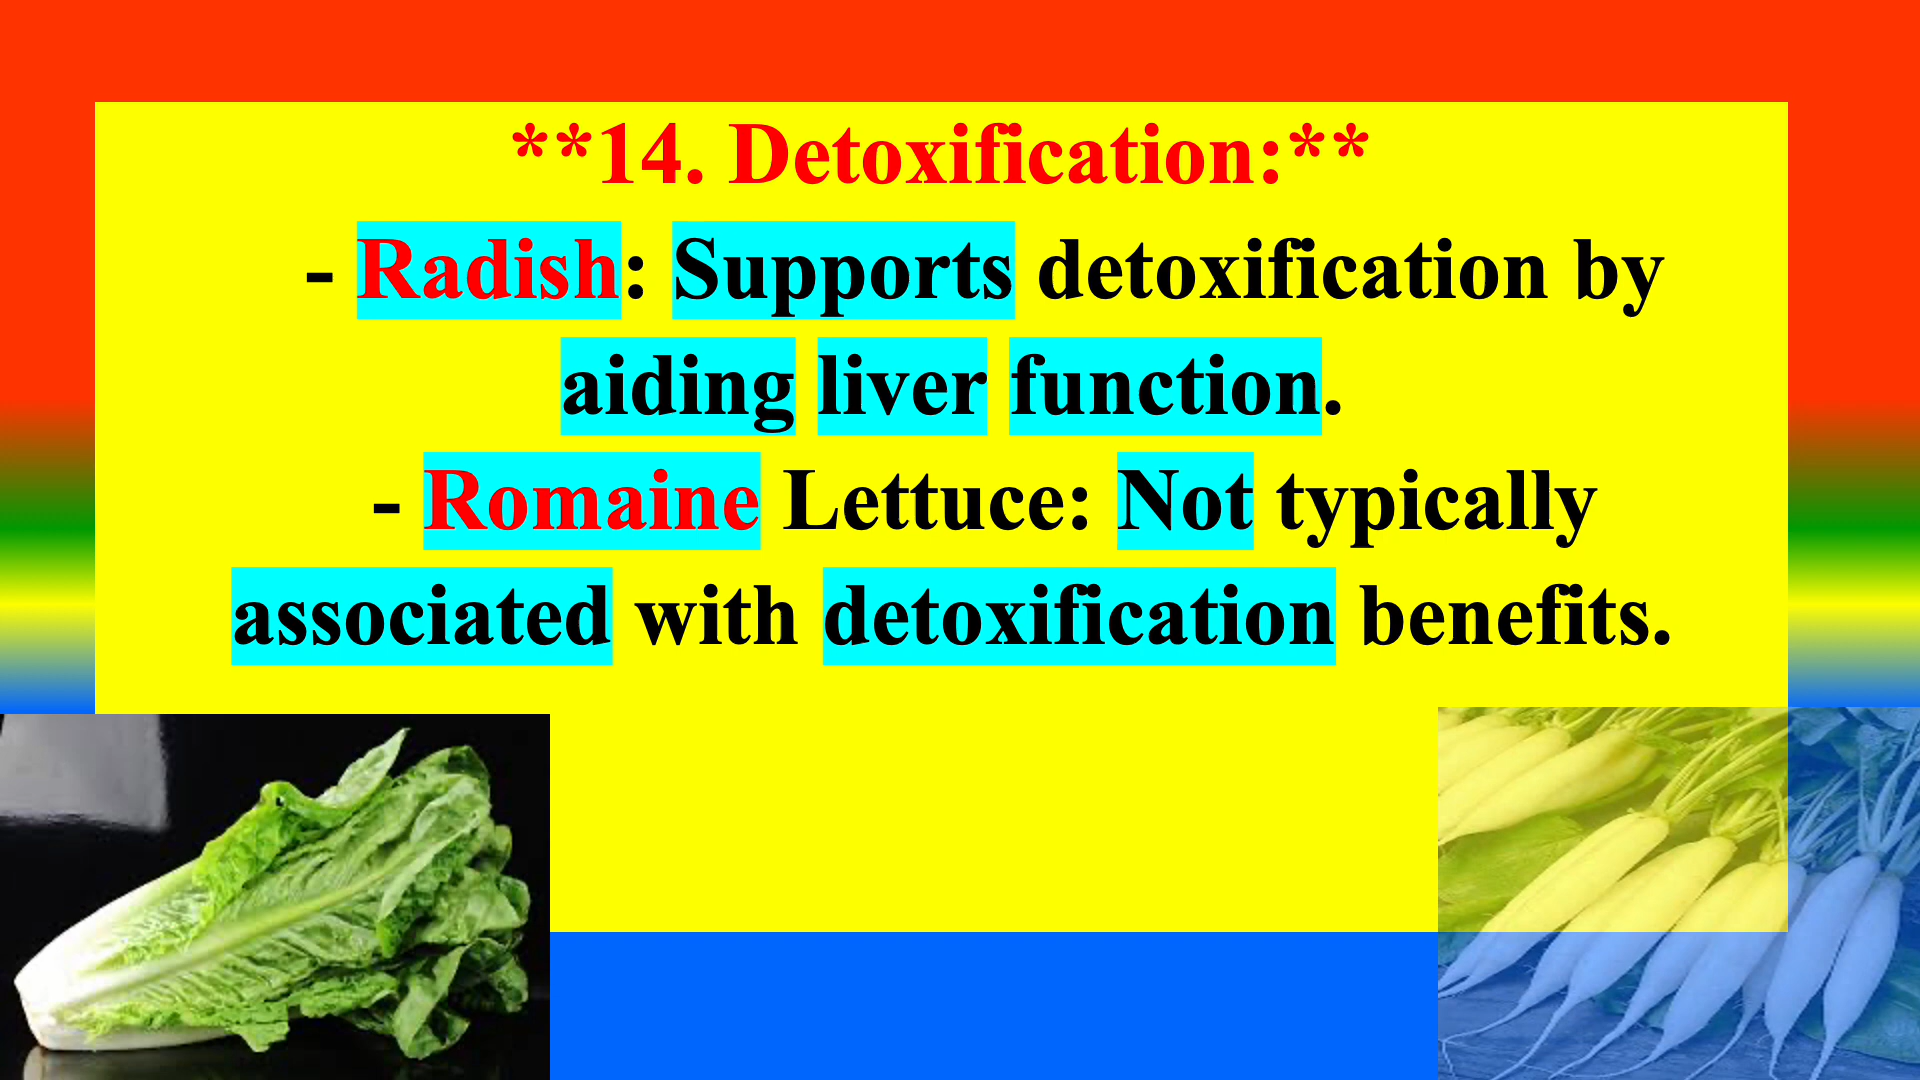 **14. Detoxification:**
- Radish: Supports detoxification by
aiding liver function.
- Romaine Lettuce: Not typically
associated with detoxification benefits.